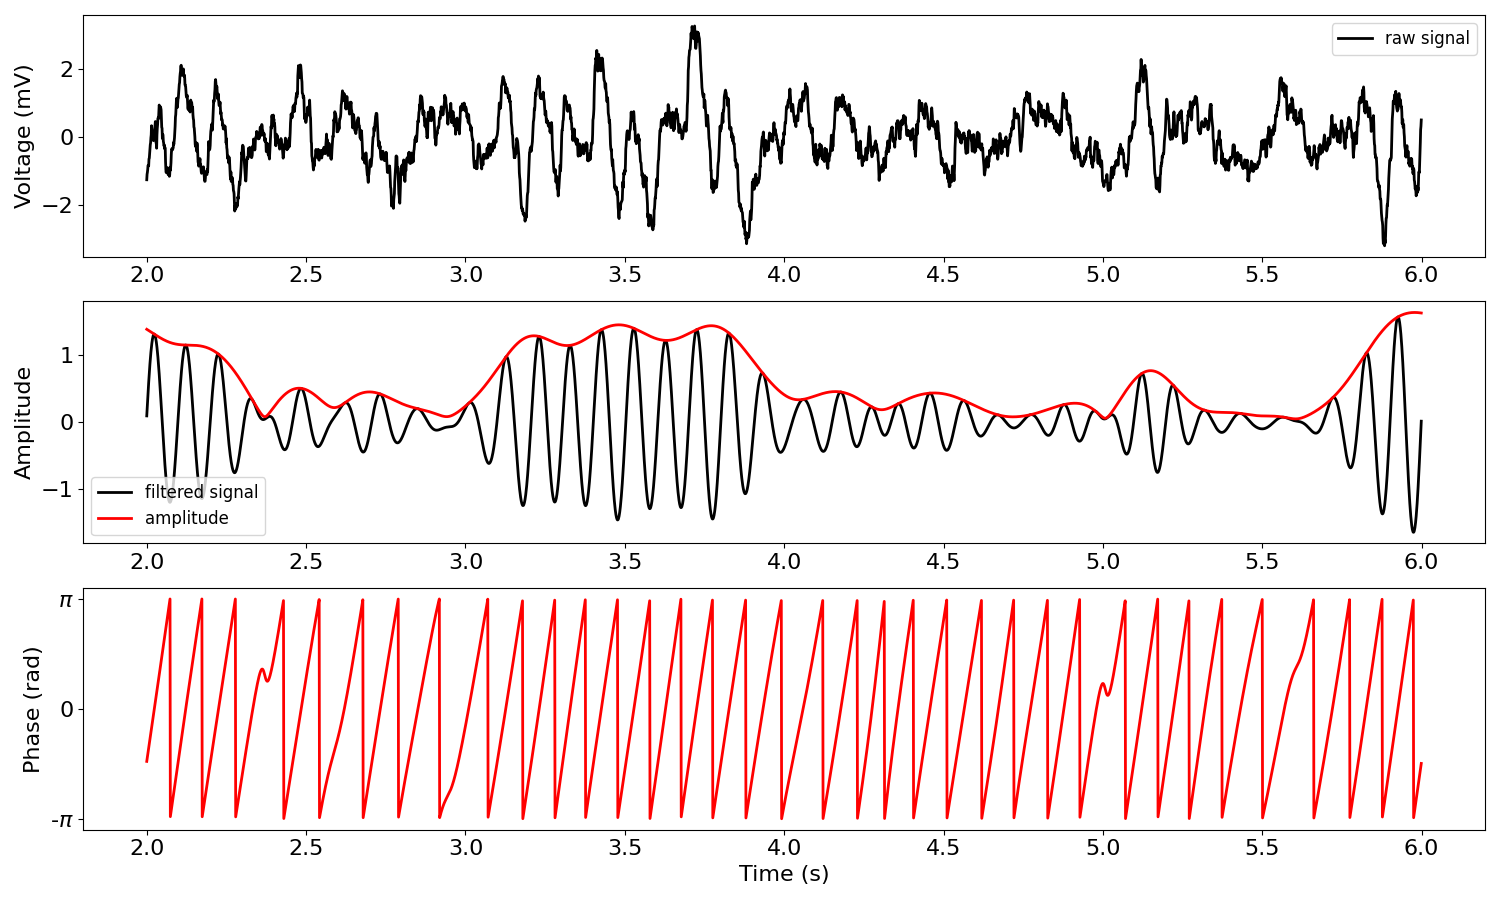 Voltage (mV)
2
0
−2
raw signal
2.0 2.5 3.0 3.5 4.0 4.5 5.0 5.5 6.0
Amplitude
1
0
−1
filtered signal
amplitude
2.0 2.5 3.0 3.5 4.0 4.5 5.0 5.5 6.0
Phase (rad)
π
0
-π
2.0 2.5 3.0 3.5 4.0 4.5 5.0 5.5 6.0
Time (s)